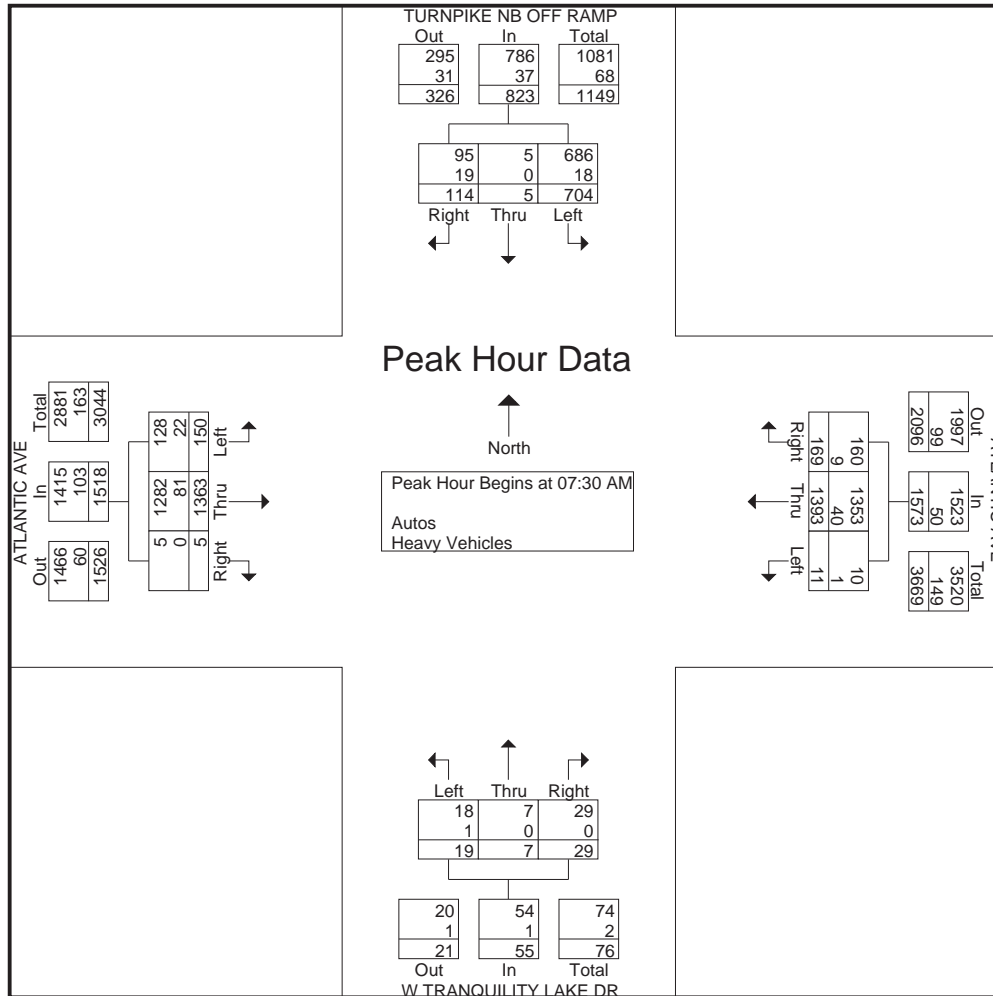 TURNPIKE NB OFF RAMP
Out In Total
295 786 1081
31 37 68
326 823 1149
95 5 686
19 0 18
114 5 704
Right Thru Left
Peak Hour Data
North
Peak Hour Begins at 07:30 AM
Autos
Heavy Vehicles
ATLANTIC AVE
Out In Total
1466 1415 2881
60 103 163
1526 1518 3044
Right Thru Left
5 1282 128
0 81 22
5 1363 150
Out In Total
1997 1523 3520
99 50 149
2096 1573 3669
Right Thru Left
160 1353 10
9 40 1
169 1393 11
Left Thru Right
18 7 29
1 0 0
19 7 29
20 54 74
1 1 2
21 55 76
Out In Total
W TRANQUILITY LAKE DR